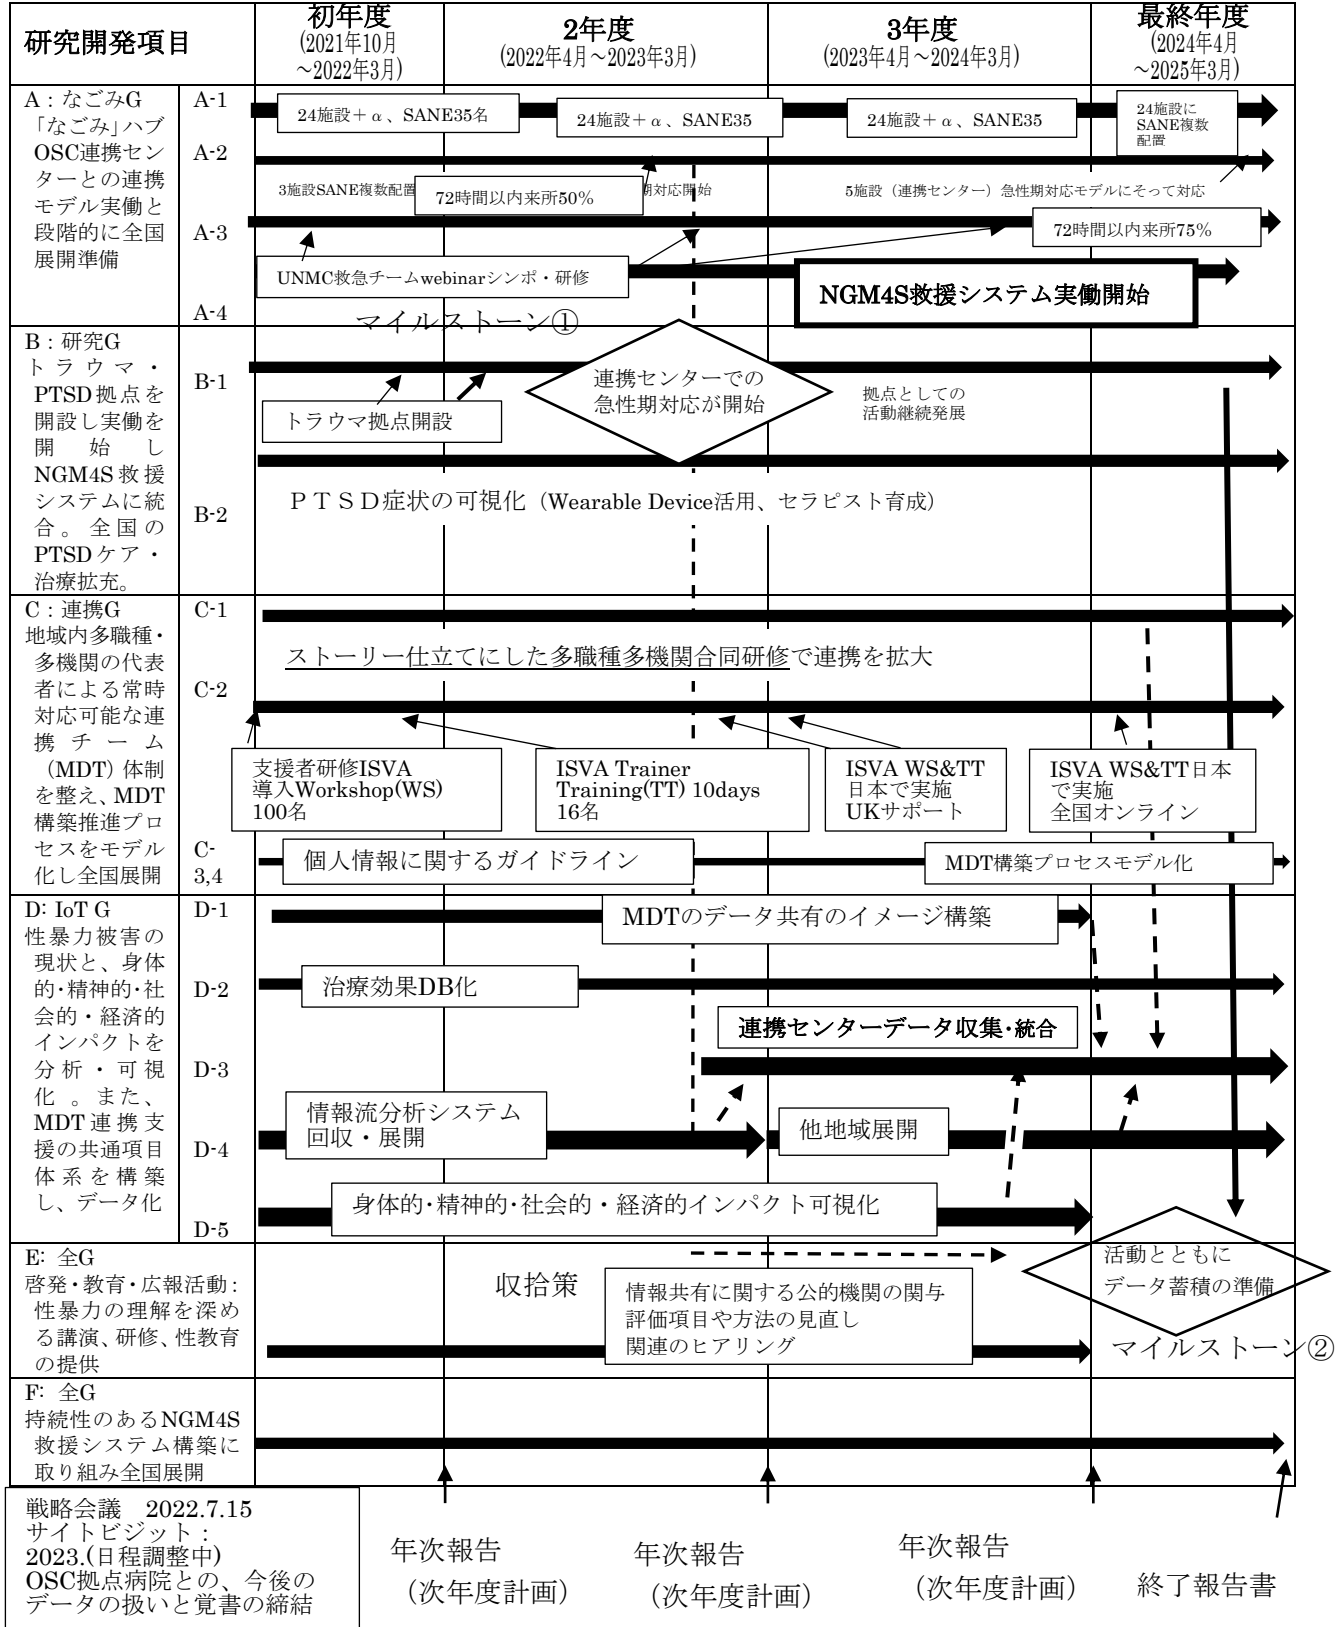 研究開発項目
初年度
(2021年10月
～2022年3月)
2年度
(2022年4月～2023年3月)
3年度
(2023年4月～2024年3月)
最終年度
(2024年4月
～2025年3月)
A：なごみG
「なごみ」ハブ
OSC連携セン
ターとの連携
モデル実働と
段階的に全国
展開準備
A-1
A-2
A-3
A-4
24施設＋α、SANE35名
24施設＋α、SANE35
24施設＋α、SANE35
24施設に
SANE複数
配置
3施設SANE複数配置
72時間以内来所50%
期対応開始
5施設（連携センター）急性期対応モデルにそって対応
72時間以内来所75%
UNMC救急チームwebinarシンポ・研修
NGM4S救援システム実働開始
マイルストーン①
B：研究G
トラウマ・
PTSD拠点を
開設し実働を
開始し
NGM4S救援
システムに統
合。全国の
PTSDケア・
治療拡充。
B-1
B-2
連携センターでの
急性期対応が開始
トラウマ拠点開設
拠点としての
活動継続発展
ＰＴＳＤ症状の可視化（Wearable Device活用、セラピスト育成）
C：連携G
地域内多職種・
多機関の代表
者による常時
対応可能な連
携チーム
（MDT）体制
を整え、MDT
構築推進プロ
セスをモデル
化し全国展開
C-1
C-2
C-
3,4
ストーリー仕立てにした多職種多機関合同研修で連携を拡大
支援者研修ISVA
導入Workshop(WS)
100名
ISVA Trainer
Training(TT) 10days
16名
ISVA WS&TT
日本で実施
UKサポート
ISVA WS&TT日本
で実施
全国オンライン
個人情報に関するガイドライン
MDT構築プロセスモデル化
D: IoT G
性暴力被害の
現状と、身体
的・精神的・社
会的・経済的
インパクトを
分析・可視
化。また、
MDT連携支
援の共通項目
体系を構築
し、データ化
D-1
D-2
D-3
D-4
D-5
MDTのデータ共有のイメージ構築
治療効果DB化
連携センターデータ収集・統合
情報流分析システム
回収・展開
他地域展開
身体的・精神的・社会的・経済的インパクト可視化
E: 全G
啓発・教育・広報活動：
性暴力の理解を深め
る講演、研修、性教育
の提供
収拾策
情報共有に関する公的機関の関与
評価項目や方法の見直し
関連のヒアリング
活動とともに
データ蓄積の準備
マイルストーン②
F: 全G
持続性のあるNGM4S
救援システム構築に
取り組み全国展開
戦略会議　2022.7.15
サイトビジット：
2023.(日程調整中)
OSC拠点病院との、今後の
データの扱いと覚書の締結
年次報告
（次年度計画）
年次報告
（次年度計画）
年次報告
（次年度計画）
終了報告書